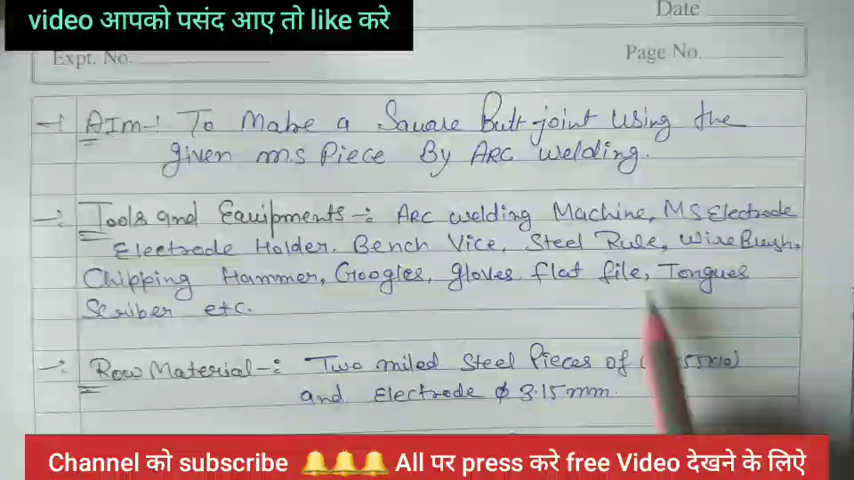 video आपको पसंद आए तो like करे
Date
Expt. No.
Page No.
AIM:- To Make a Square Butt joint using the
given ms Piece By ARC welding.
Tools and Equipments -: ARC welding Machine, MS Electrode
Electrode Holder. Bench Vice, Steel Rule, Wire Brush,
Chipping Hammer, Googles, gloves flat file, Tongues
Scriber etc.
Row Material -: Two miled Steel Pieces of
and Electrode ϕ 3.15mm.
Channel को subscribe 🔔🔔🔔 All पर press करे free Video देखने के लिऐ